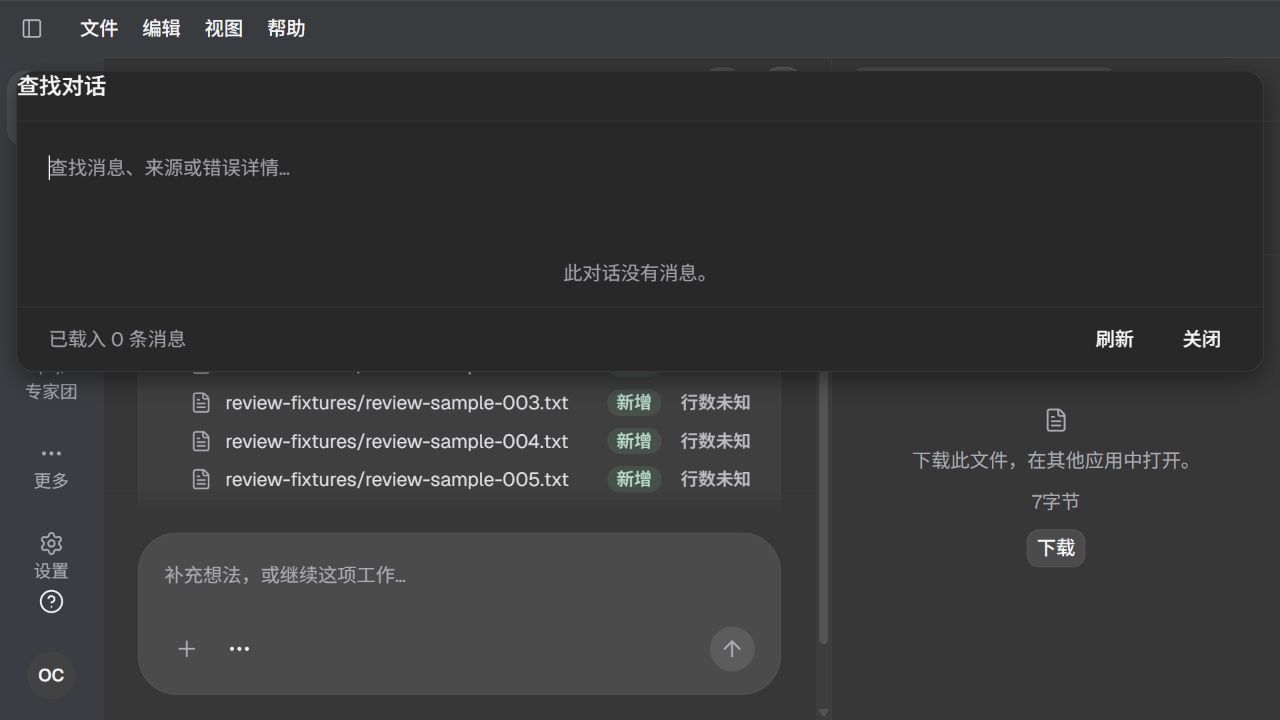 文件 编辑 视图 帮助
查找对话
查找消息、来源或错误详情…
此对话没有消息。
已载入 0 条消息 刷新 关闭
专家团
更多
设置
OC
review-fixtures/review-sample-003.txt 新增 行数未知
review-fixtures/review-sample-004.txt 新增 行数未知
review-fixtures/review-sample-005.txt 新增 行数未知
补充想法，或继续这项工作…
下载此文件，在其他应用中打开。
7字节
下载